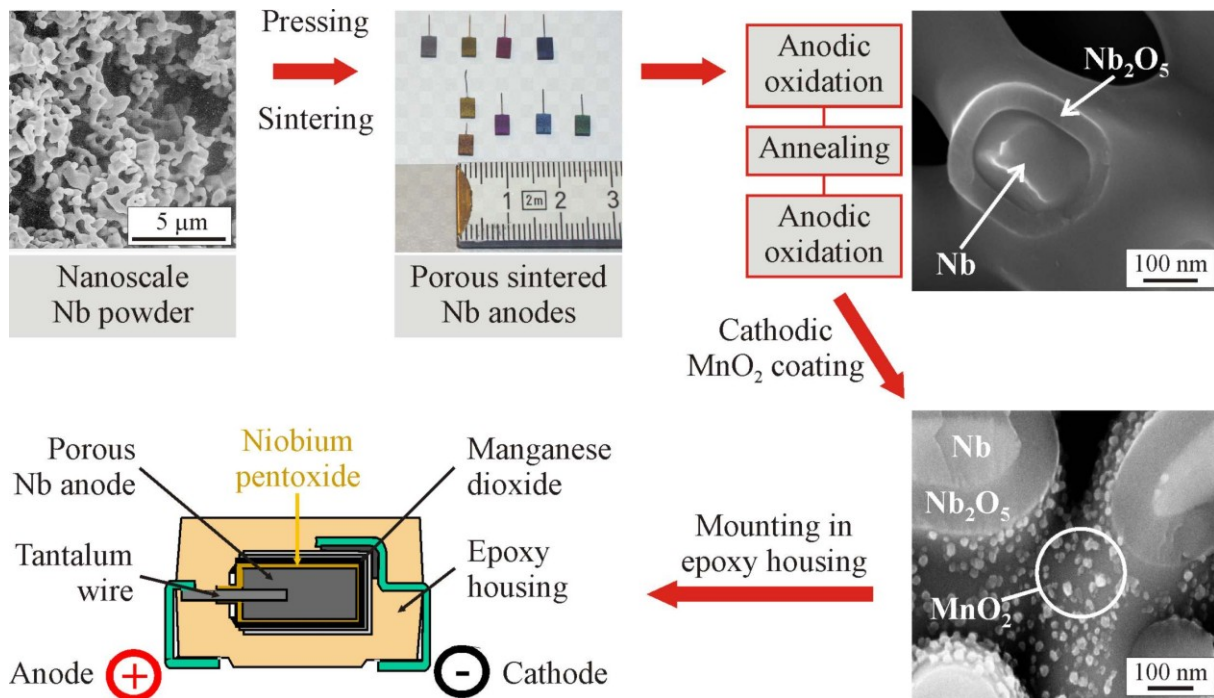 Pressing
Sintering
5 µm
Nanoscale
Nb powder
1 2m 2 3
Porous sintered
Nb anodes
Anodic
oxidation
Annealing
Anodic
oxidation
Nb₂O₅
Nb
100 nm
Cathodic
MnO₂ coating
Nb
Nb₂O₅
MnO₂
100 nm
Mounting in
epoxy housing
Porous
Nb anode
Niobium
pentoxide
Manganese
dioxide
Tantalum
wire
Epoxy
housing
Anode +
- Cathode